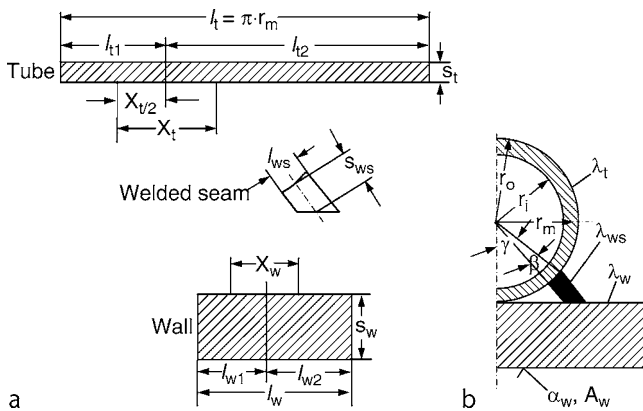 l_t = π·r_m
l_t1
l_t2
Tube
s_t
X_t/2
X_t
l_ws
s_ws
Welded seam
X_w
Wall
s_w
l_w1
l_w2
l_w
a
r_o
r_i
r_m
λ_t
λ_ws
λ_w
γ
β
α_w, A_w
b